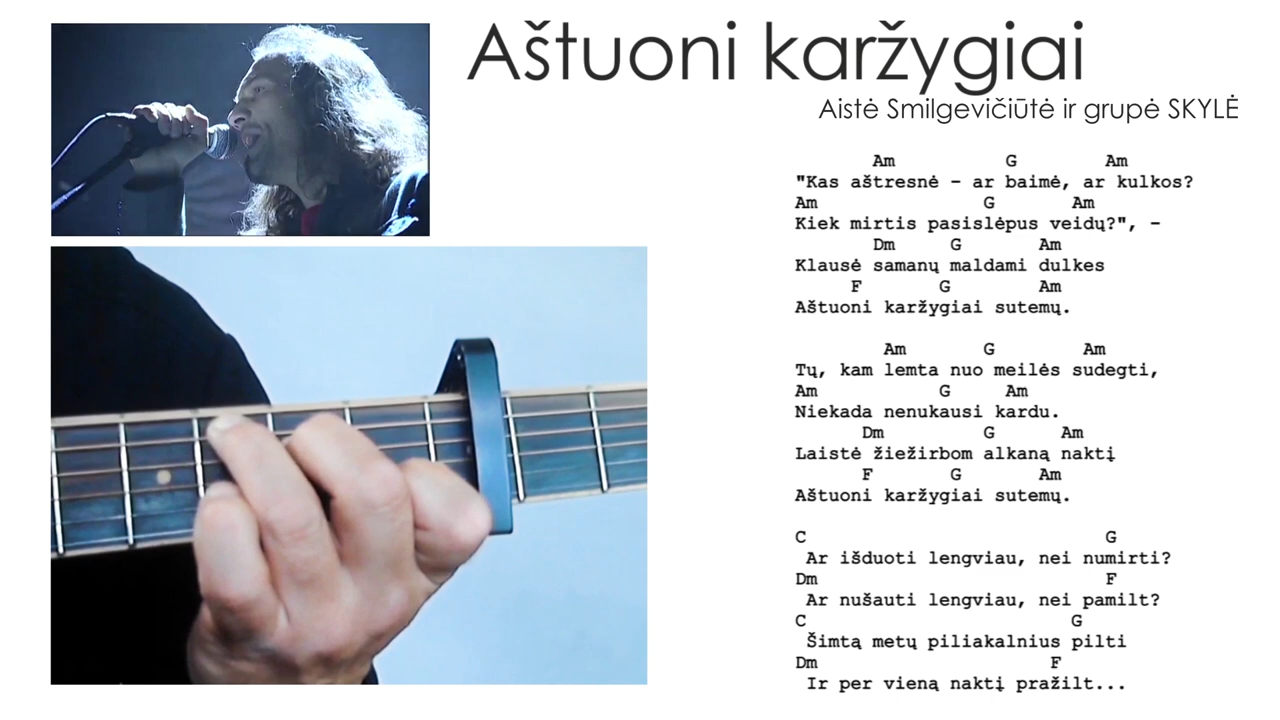 Aštuoni karžygiai
Aistė Smilgevičiūtė ir grupė SKYLĖ
Am G Am
"Kas aštresnė - ar baimė, ar kulkos?
Am G Am
Kiek mirtis pasislėpus veidų?", -
Dm G Am
Klausė samanų maldami dulkes
F G Am
Aštuoni karžygiai sutemų.
Am G Am
Tų, kam lemta nuo meilės sudegti,
Am G Am
Niekada nenukausi kardu.
Dm G Am
Laistė žiežirbom alkaną naktį
F G Am
Aštuoni karžygiai sutemų.
C G
Ar išduoti lengviau, nei numirti?
Dm F
Ar nušauti lengviau, nei pamilt?
C G
Šimtą metų piliakalnius pilti
Dm F
Ir per vieną naktį pražilt...